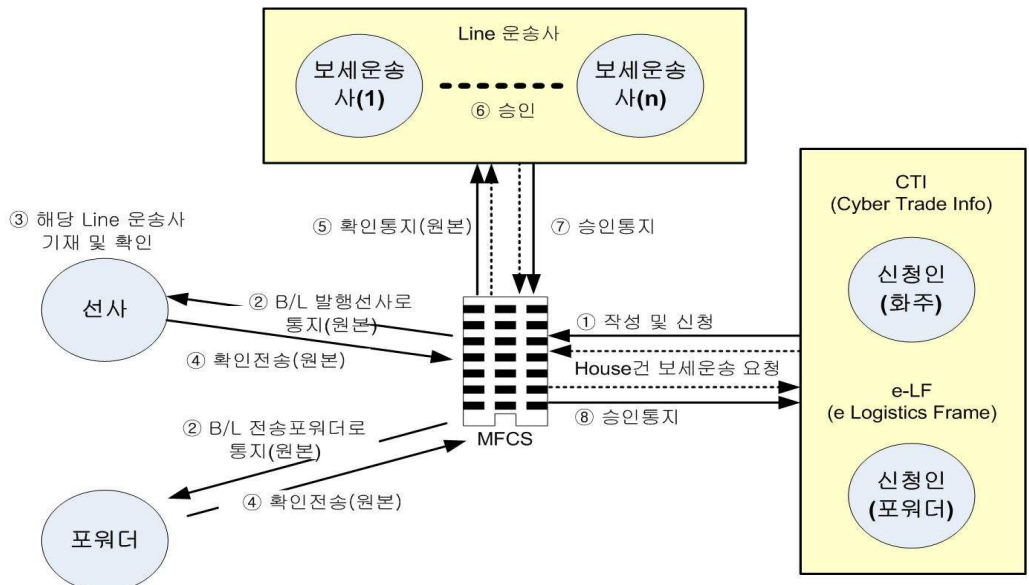 Line 운송사
보세운송
사(1)
보세운송
사(n)
⑥ 승인
CTI
(Cyber Trade Info)
③ 해당 Line 운송사
기재 및 확인
⑤ 확인통지(원본)
⑦ 승인통지
신청인
(화주)
선사
② B/L 발행선사로
통지(원본)
① 작성 및 신청
④ 확인전송(원본)
House건 보세운송 요청
e-LF
(e Logistics Frame)
⑧ 승인통지
MFCS
② B/L 전송포워더로
통지(원본)
신청인
(포워더)
④ 확인전송(원본)
포워더